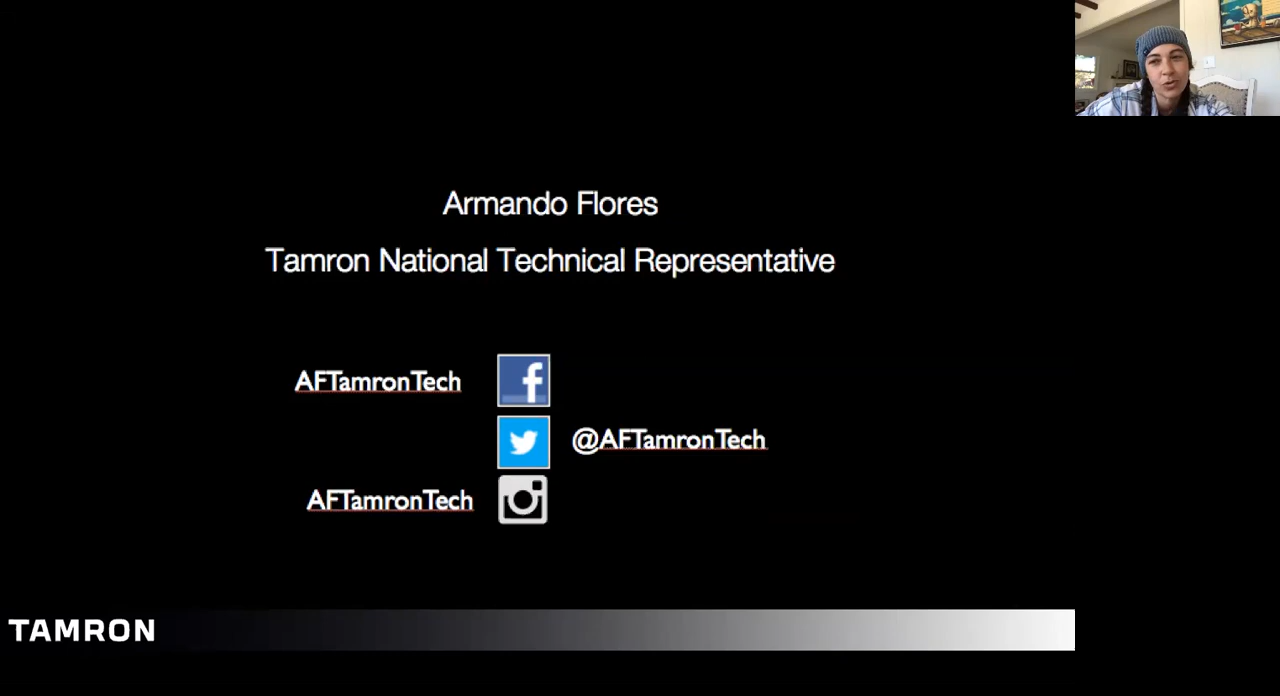 Armando Flores
Tamron National Technical Representative
AFTamronTech
@AFTamronTech
AFTamronTech
TAMRON